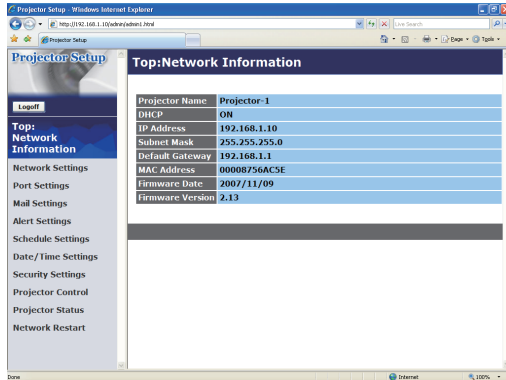 Projector Setup - Windows Internet Explorer
http://192.168.1.10/admin/admin1.html
Live Search
Projector Setup
Page
Tools
Projector Setup
Logoff
Top:
Network
Information
Network Settings
Port Settings
Mail Settings
Alert Settings
Schedule Settings
Date/Time Settings
Security Settings
Projector Control
Projector Status
Network Restart
Top:Network Information
Projector Name Projector-1
DHCP ON
IP Address 192.168.1.10
Subnet Mask 255.255.255.0
Default Gateway 192.168.1.1
MAC Address 00008756AC5E
Firmware Date 2007/11/09
Firmware Version 2.13
Done
Internet
100%